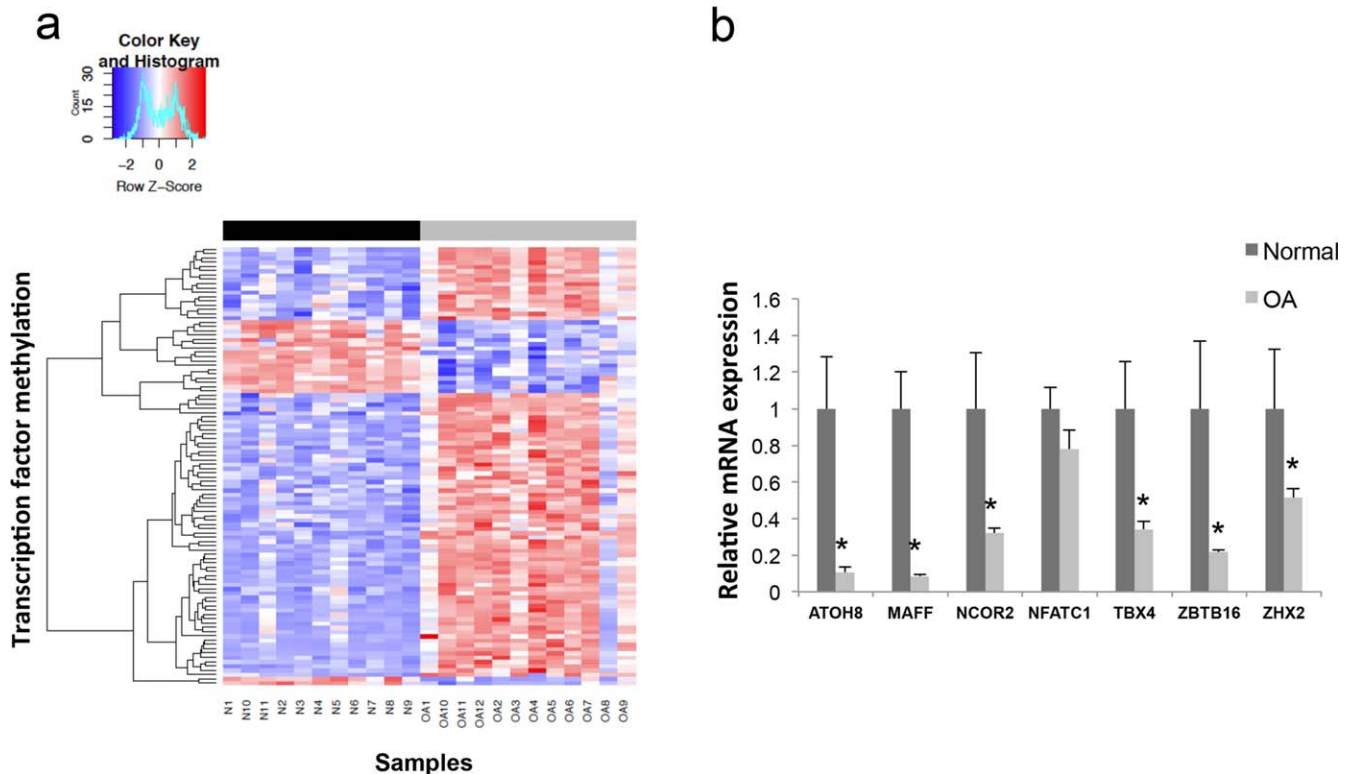 a
Color Key
and Histogram
Count
0 15 30
−2 0 2
Row Z−Score
Transcription factor methylation
N1 N10 N11 N2 N3 N4 N5 N6 N7 N8 N9 OA1 OA10 OA11 OA12 OA2 OA3 OA4 OA5 OA6 OA7 OA8 OA9
Samples
b
Normal
OA
Relative mRNA expression
1.6
1.4
1.2
1
0.8
0.6
0.4
0.2
0
* * * * * *
ATOH8 MAFF NCOR2 NFATC1 TBX4 ZBTB16 ZHX2